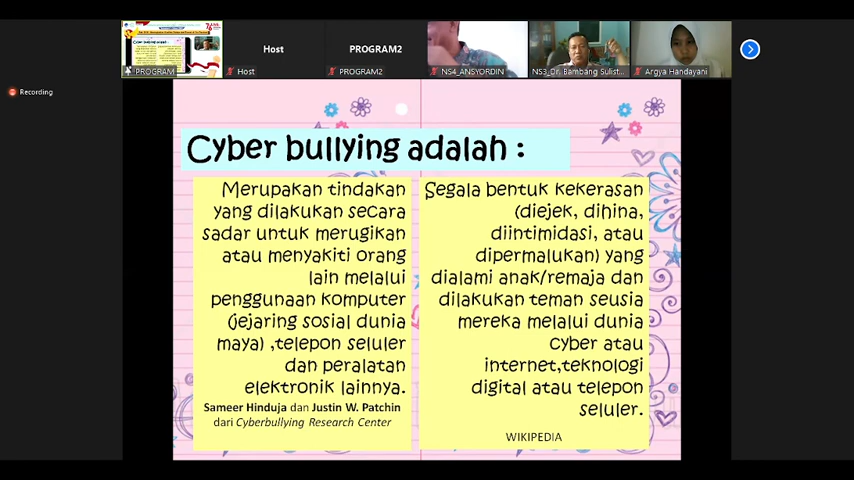 Host
PROGRAM2
PROGRAM
Host
PROGRAM2
NS4_ANSYORDIN
NS3_Dr. Bambang Sulist...
Argya Handayani
Recording
Cyber bullying adalah :
Merupakan tindakan
yang dilakukan secara
sadar untuk merugikan
atau menyakiti orang
lain melalui
penggunaan komputer
(jejaring sosial dunia
maya) ,telepon seluler
dan peralatan
elektronik lainnya.
Sameer Hinduja dan Justin W. Patchin
dari Cyberbullying Research Center
Segala bentuk kekerasan
(diejek, dihina,
diintimidasi, atau
dipermalukan) yang
dialami anak/remaja dan
dilakukan teman seusia
mereka melalui dunia
cyber atau
internet,teknologi
digital atau telepon
seluler.
WIKIPEDIA